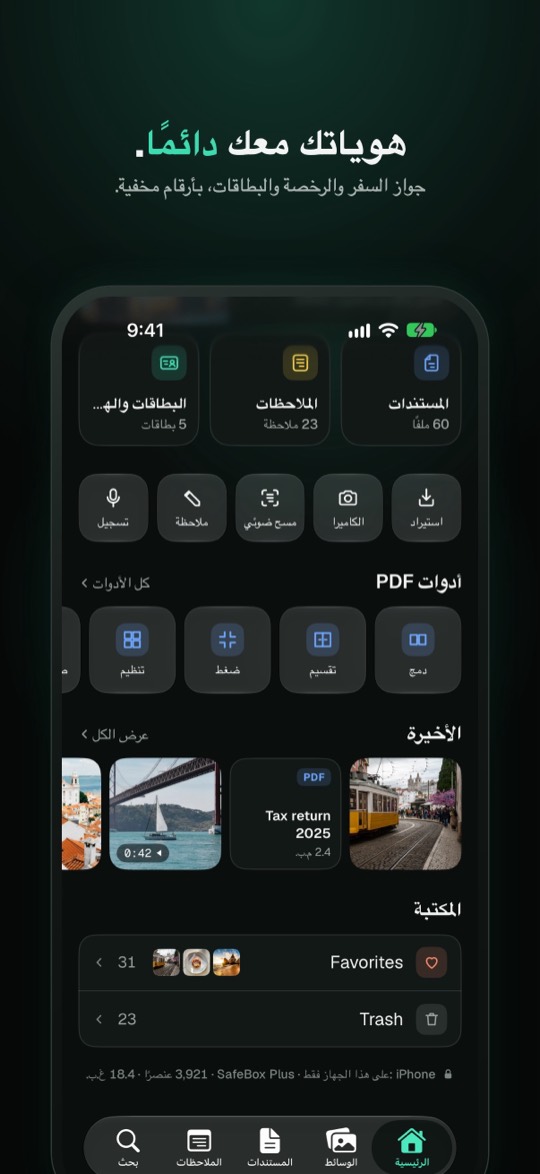 هوياتك معك دائمًا.
جواز السفر والرخصة والبطاقات، بأرقام مخفية.
9:41
المستندات
60 ملفًا
الملاحظات
23 ملاحظة
البطاقات والهـ...
5 بطاقات
استيراد
الكاميرا
مسح ضوئي
ملاحظة
تسجيل
أدوات PDF
كل الأدوات
دمج
تقسيم
ضغط
تنظيم
الأخيرة
عرض الكل
PDF
Tax return
2025
2.4 م.ب.
0:42
المكتبة
Favorites
31
Trash
23
على هذا الجهاز فقط: iPhone · SafeBox Plus · 3,921 عنصرًا · 18.4 غ.ب.
الرئيسية
الوسائط
المستندات
الملاحظات
بحث